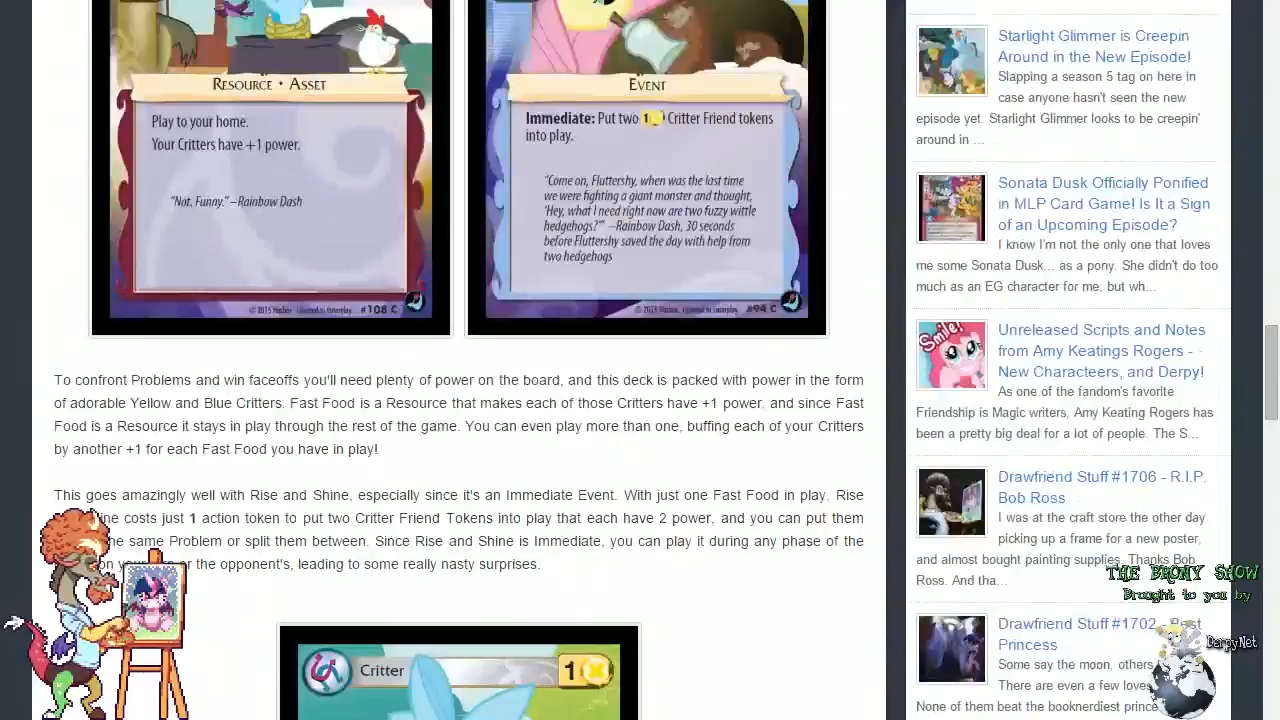 RESOURCE • ASSET
Play to your home.
Your Critters have +1 power.
"Not. Funny." –Rainbow Dash
#108 C
EVENT
Immediate: Put two 1 Critter Friend tokens
into play.
"Come on, Fluttershy, when was the last time
we were fighting a giant monster and thought,
'Hey, what I need right now are two fuzzy wittle
hedgehogs?'" –Rainbow Dash, 30 seconds
before Fluttershy saved the day with help from
two hedgehogs
To confront Problems and win faceoffs you'll need plenty of power on the board, and this deck is packed with power in the form
of adorable Yellow and Blue Critters. Fast Food is a Resource that makes each of those Critters have +1 power, and since Fast
Food is a Resource it stays in play through the rest of the game. You can even play more than one, buffing each of your Critters
by another +1 for each Fast Food you have in play!
This goes amazingly well with Rise and Shine, especially since it's an Immediate Event. With just one Fast Food in play, Rise
ine costs just 1 action token to put two Critter Friend Tokens into play that each have 2 power, and you can put them
he same Problem or split them between. Since Rise and Shine is Immediate, you can play it during any phase of the
r the opponent's, leading to some really nasty surprises.
Critter 1
Starlight Glimmer is Creepin
Around in the New Episode!
Slapping a season 5 tag on here in
case anyone hasn't seen the new
episode yet. Starlight Glimmer looks to be creepin'
around in ...
Sonata Dusk Officially Ponified
in MLP Card Game! Is It a Sign
of an Upcoming Episode?
I know I'm not the only one that loves
me some Sonata Dusk... as a pony. She didn't do too
much as an EG character for me, but wh...
Smile!
Unreleased Scripts and Notes
from Amy Keatings Rogers -
New Characteers, and Derpy!
As one of the fandom's favorite
Friendship is Magic writers, Amy Keating Rogers has
been a pretty big deal for a lot of people. The S...
Drawfriend Stuff #1706 - R.I.P.
Bob Ross
I was at the craft store the other day
picking up a frame for a new poster,
and almost bought painting supplies. Thanks Bob
Ross. And tha...
THE BRONY SHOW
Brought to you by
DerpyNet
Drawfriend Stuff #1702 - Best
Princess
Some say the moon, others
There are even a few loves
None of them beat the booknerdiest prince